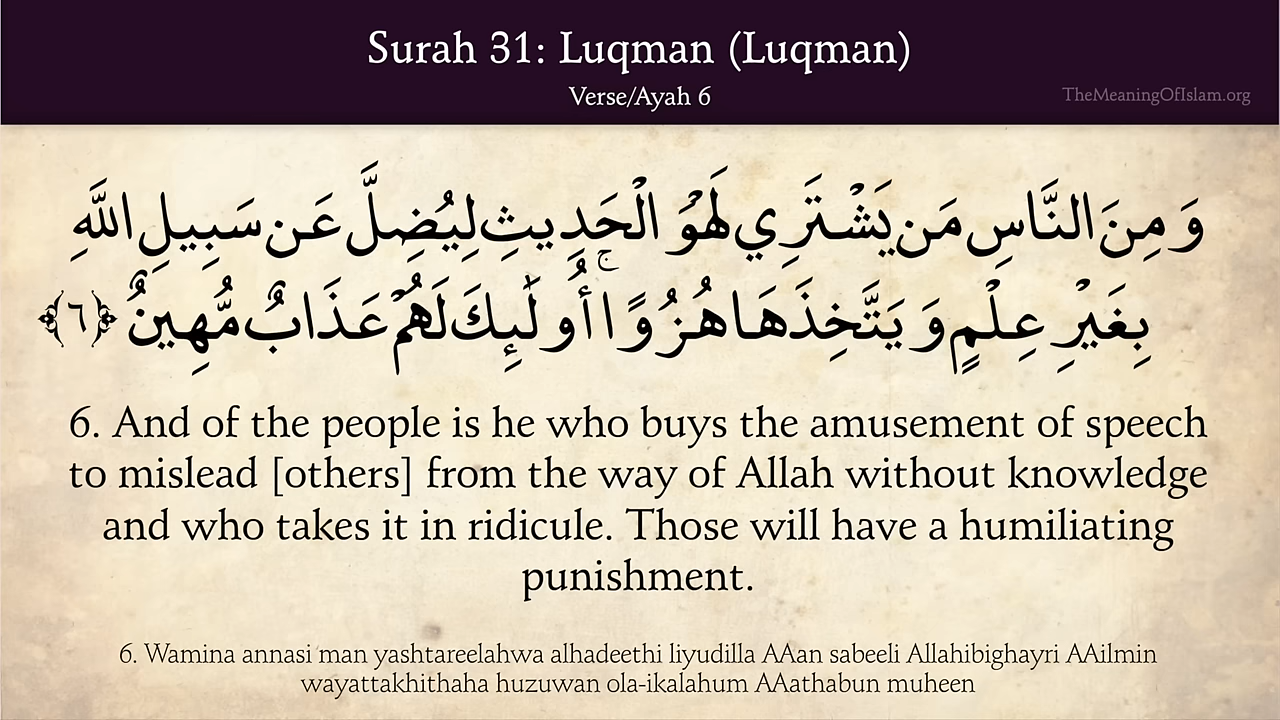 Surah 31: Luqman (Luqman)
Verse/Ayah 6
TheMeaningOfIslam.org
وَمِنَ النَّاسِ مَن يَشْتَرِي لَهْوَ الْحَدِيثِ لِيُضِلَّ عَن سَبِيلِ اللَّهِ
بِغَيْرِ عِلْمٍ وَيَتَّخِذَهَا هُزُوًا ۚ أُولَٰئِكَ لَهُمْ عَذَابٌ مُّهِينٌ ﴿٦﴾
6. And of the people is he who buys the amusement of speech
to mislead [others] from the way of Allah without knowledge
and who takes it in ridicule. Those will have a humiliating
punishment.
6. Wamina annasi man yashtareelahwa alhadeethi liyudilla AAan sabeeli Allahibighayri AAilmin
wayattakhithaha huzuwan ola-ikalahum AAathabun muheen